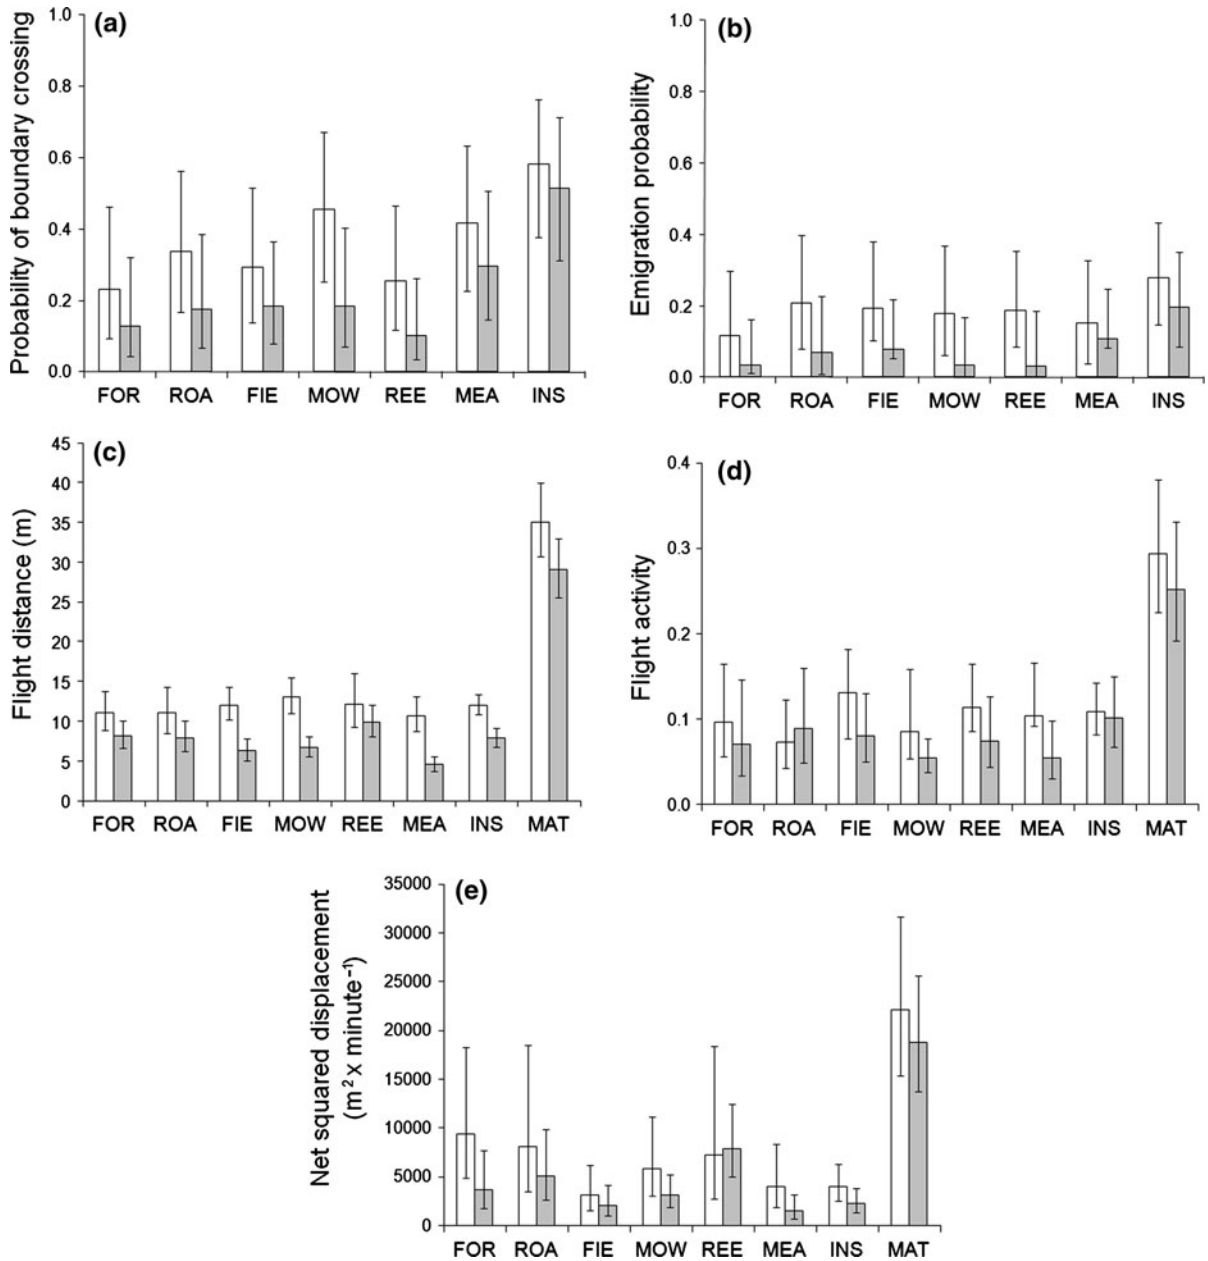 (a)
Probability of boundary crossing
1.0
0.8
0.6
0.4
0.2
0.0
FOR ROA FIE MOW REE MEA INS
(b)
Emigration probability
1.0
0.8
0.6
0.4
0.2
0.0
FOR ROA FIE MOW REE MEA INS
(c)
Flight distance (m)
45
40
35
30
25
20
15
10
5
0
FOR ROA FIE MOW REE MEA INS MAT
(d)
Flight activity
0.4
0.3
0.2
0.1
0.0
FOR ROA FIE MOW REE MEA INS MAT
(e)
Net squared displacement
(m² x minute⁻¹)
35000
30000
25000
20000
15000
10000
5000
0
FOR ROA FIE MOW REE MEA INS MAT